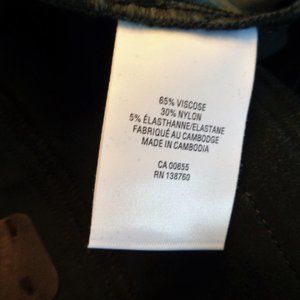 65% VISCOSE
30% NYLON
5% ÉLASTHANNE/ELASTANE
FABRIQUÉ AU CAMBODGE
MADE IN CAMBODIA
CA 00655
RN 138760